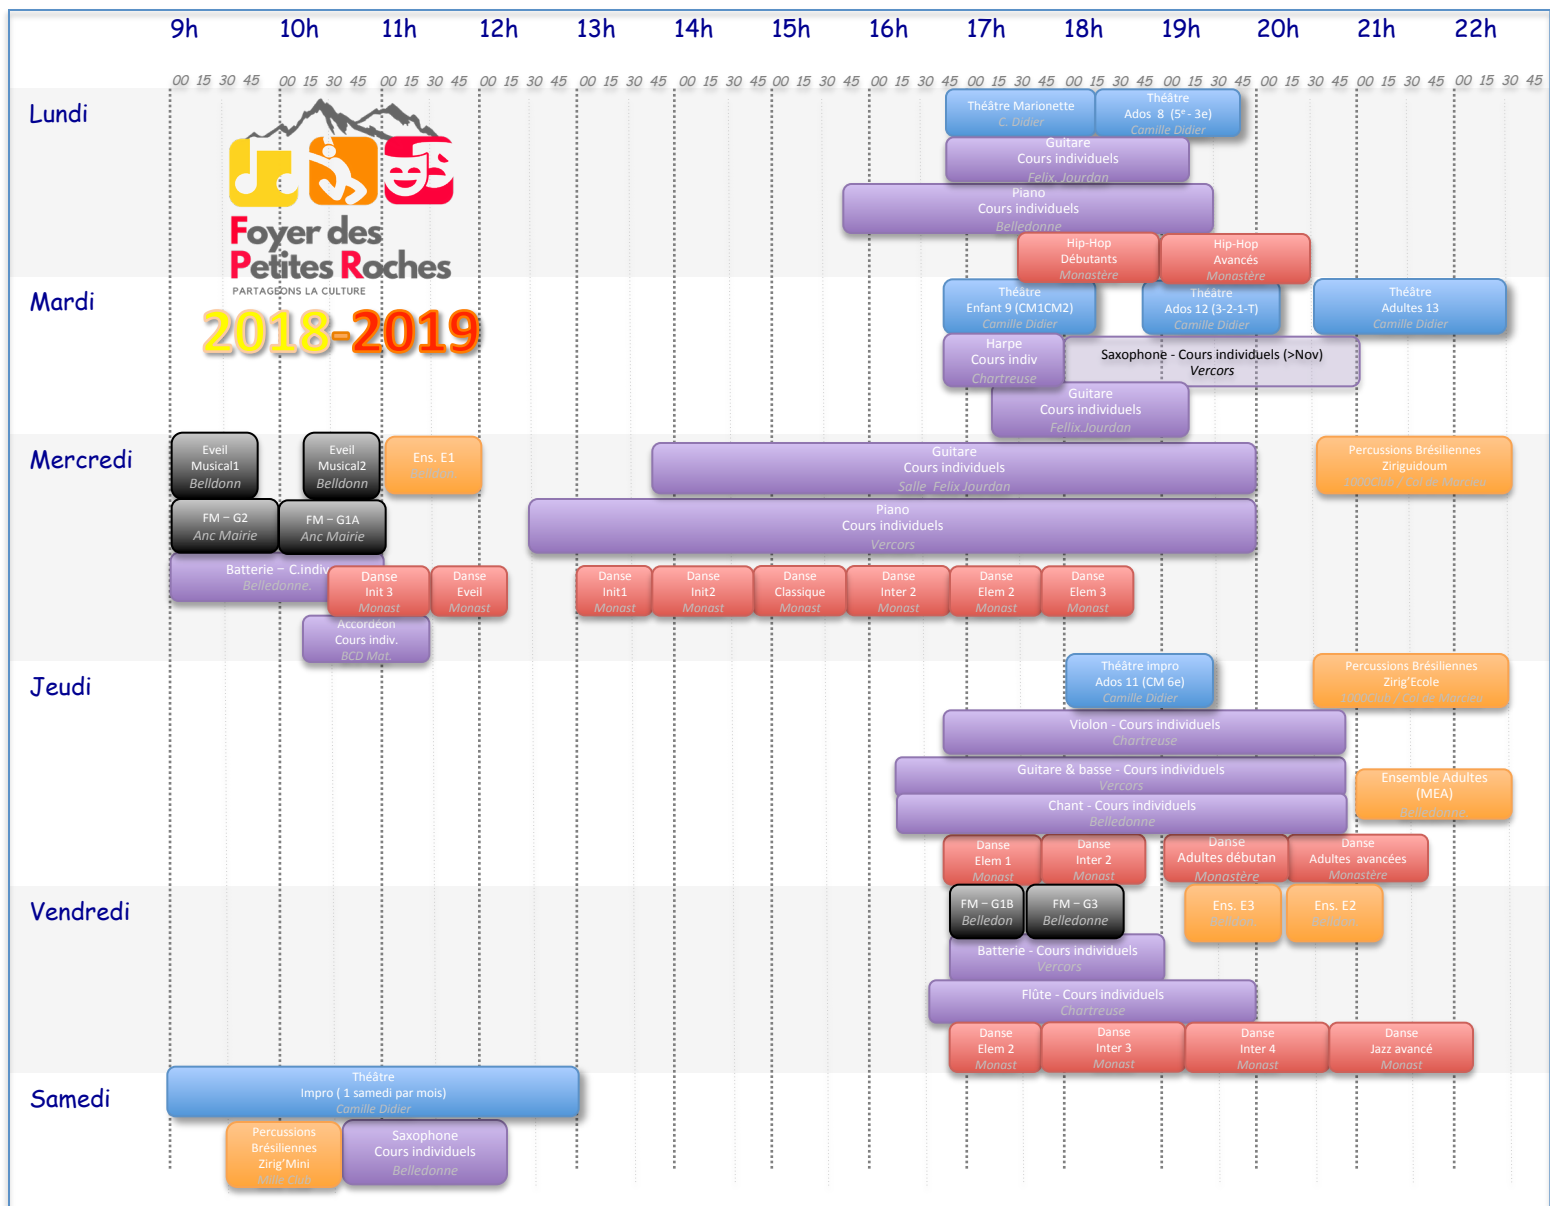 9h 10h 11h 12h 13h 14h 15h 16h 17h 18h 19h 20h 21h 22h
00 15 30 45 00 15 30 45 00 15 30 45 00 15 30 45 00 15 30 45 00 15 30 45 00 15 30 45 00 15 30 45 00 15 30 45 00 15 30 45 00 15 30 45 00 15 30 45 00 15 30 45 00 15 30 45
Lundi
Foyer des
Petites Roches
PARTAGEONS LA CULTURE
2018-2019
Théâtre Marionette
C. Didier
Théâtre
Ados 8 (5e - 3e)
Camille Didier
Guitare
Cours individuels
Felix. Jourdan
Piano
Cours individuels
Belledonne
Hip-Hop
Débutants
Monastère
Hip-Hop
Avancés
Monastère
Mardi
Théâtre
Enfant 9 (CM1CM2)
Camille Didier
Théâtre
Ados 12 (3-2-1-T)
Camille Didier
Théâtre
Adultes 13
Camille Didier
Harpe
Cours indiv
Chartreuse
Saxophone - Cours individuels (>Nov)
Vercors
Guitare
Cours individuels
Fellix.Jourdan
Mercredi
Eveil
Musical1
Belldonn
Eveil
Musical2
Belldonn
Ens. E1
Guitare
Cours individuels
Salle Felix Jourdan
Percussions Brésiliennes
Ziriguidoum
FM – G2
Anc Mairie
FM – G1A
Anc Mairie
Piano
Cours individuels
Vercors
Batterie – C.indiv
Belledonne.
Danse
Init 3
Monast
Danse
Eveil
Monast
Danse
Init1
Monast
Danse
Init2
Monast
Danse
Classique
Monast
Danse
Inter 2
Monast
Danse
Elem 2
Monast
Danse
Elem 3
Monast
Accordéon
Cours indiv.
BCD Mat.
Jeudi
Théâtre impro
Ados 11 (CM 6e)
Camille Didier
Percussions Brésiliennes
Zirig'Ecole
Violon - Cours individuels
Chartreuse
Guitare & basse - Cours individuels
Vercors
Chant - Cours individuels
Belledonne
Ensemble Adultes
(MEA)
Belledonne
Danse
Elem 1
Monast
Danse
Inter 2
Monast
Danse
Adultes débutan
Monastère
Danse
Adultes avancées
Monastère
Vendredi
FM – G1B
Belledon
FM – G3
Belledonne
Ens. E3
Ens. E2
Batterie - Cours individuels
Vercors
Flûte - Cours individuels
Chartreuse
Danse
Elem 2
Monast
Danse
Inter 3
Monast
Danse
Inter 4
Monast
Danse
Jazz avancé
Monast
Samedi
Théâtre
Impro ( 1 samedi par mois)
Camille Didier
Percussions
Brésiliennes
Zirig'Mini
Mille Club
Saxophone
Cours individuels
Belledonne